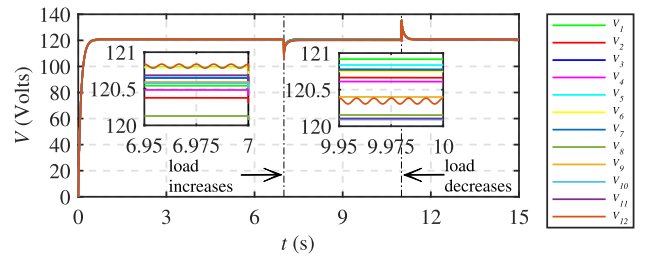 140
120
100
80
60
40
20
0
V (Volts)
121
120.5
120
6.95 6.975 7
121
120.5
120
9.95 9.975 10
load
increases
load
decreases
0 3 6 9 12 15
t (s)
V1
V2
V3
V4
V5
V6
V7
V8
V9
V10
V11
V12